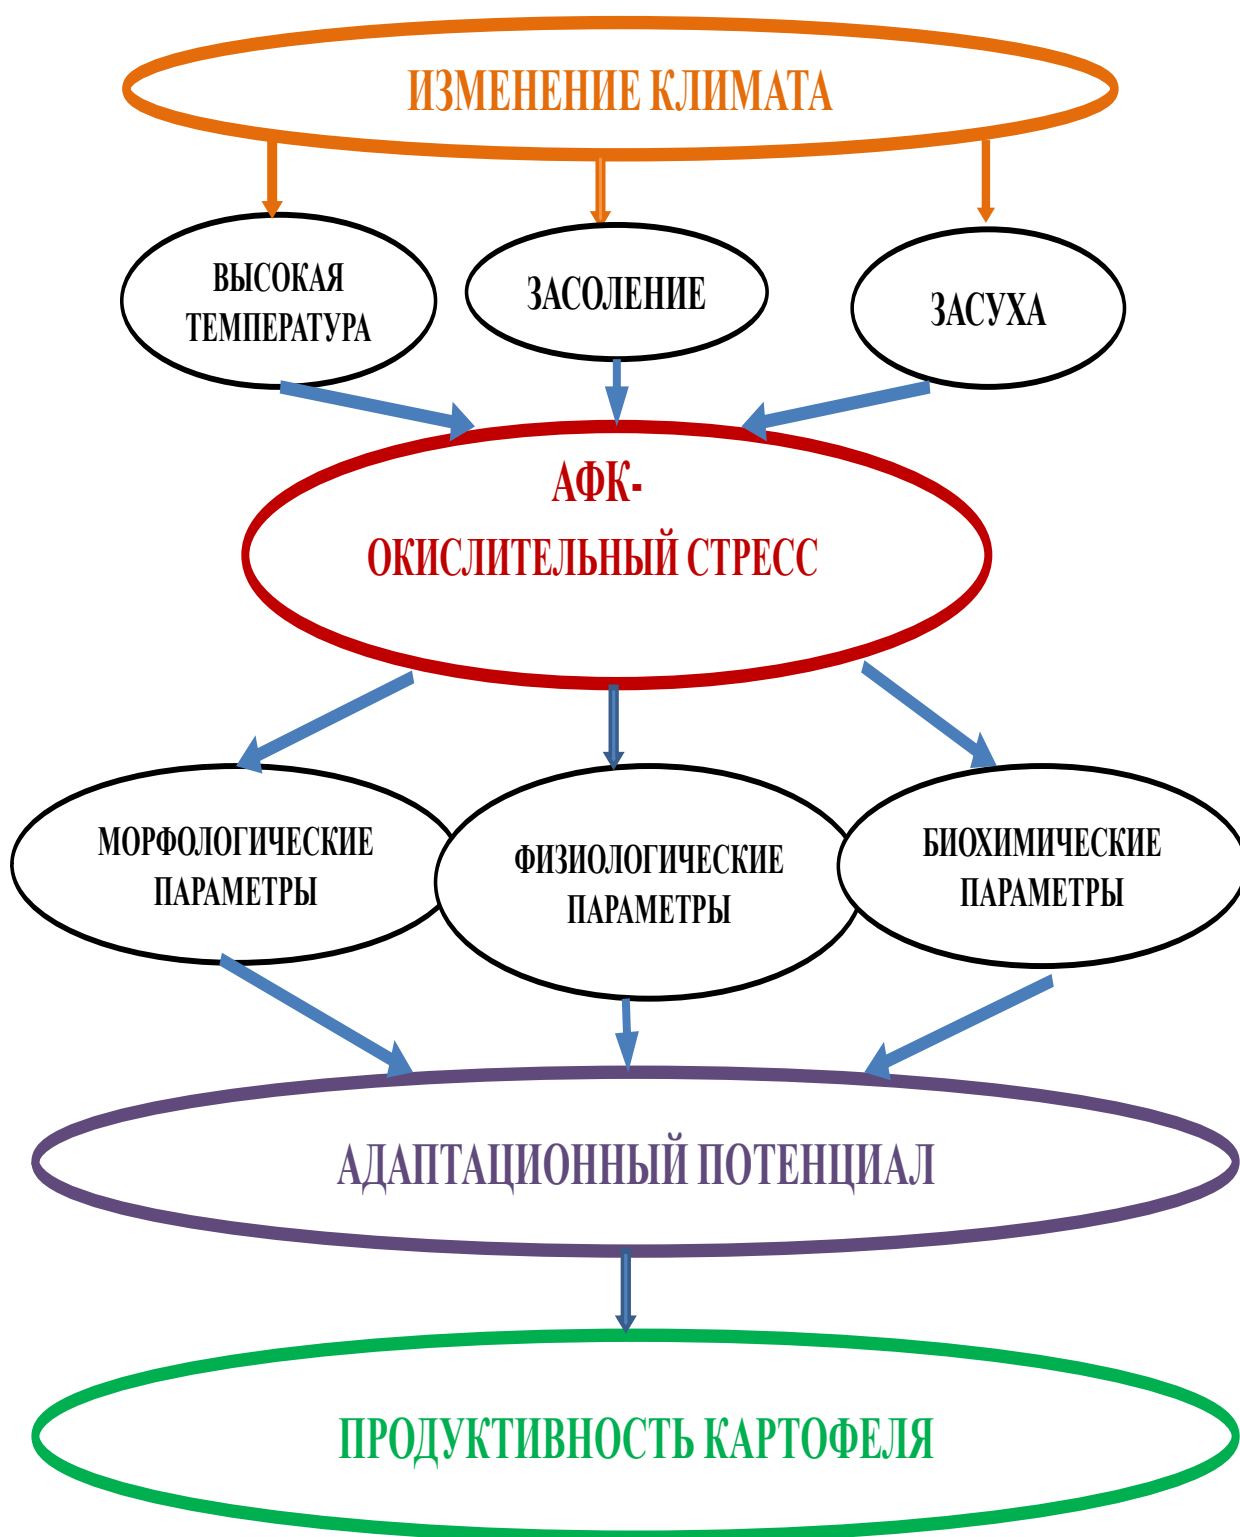 ИЗМЕНЕНИЕ КЛИМАТА
ВЫСОКАЯ
ТЕМПЕРАТУРА
ЗАСОЛЕНИЕ
ЗАСУХА
АФК-
ОКИСЛИТЕЛЬНЫЙ СТРЕСС
МОРФОЛОГИЧЕСКИЕ
ПАРАМЕТРЫ
ФИЗИОЛОГИЧЕСКИЕ
ПАРАМЕТРЫ
БИОХИМИЧЕСКИЕ
ПАРАМЕТРЫ
АДАПТАЦИОННЫЙ ПОТЕНЦИАЛ
ПРОДУКТИВНОСТЬ КАРТОФЕЛЯ